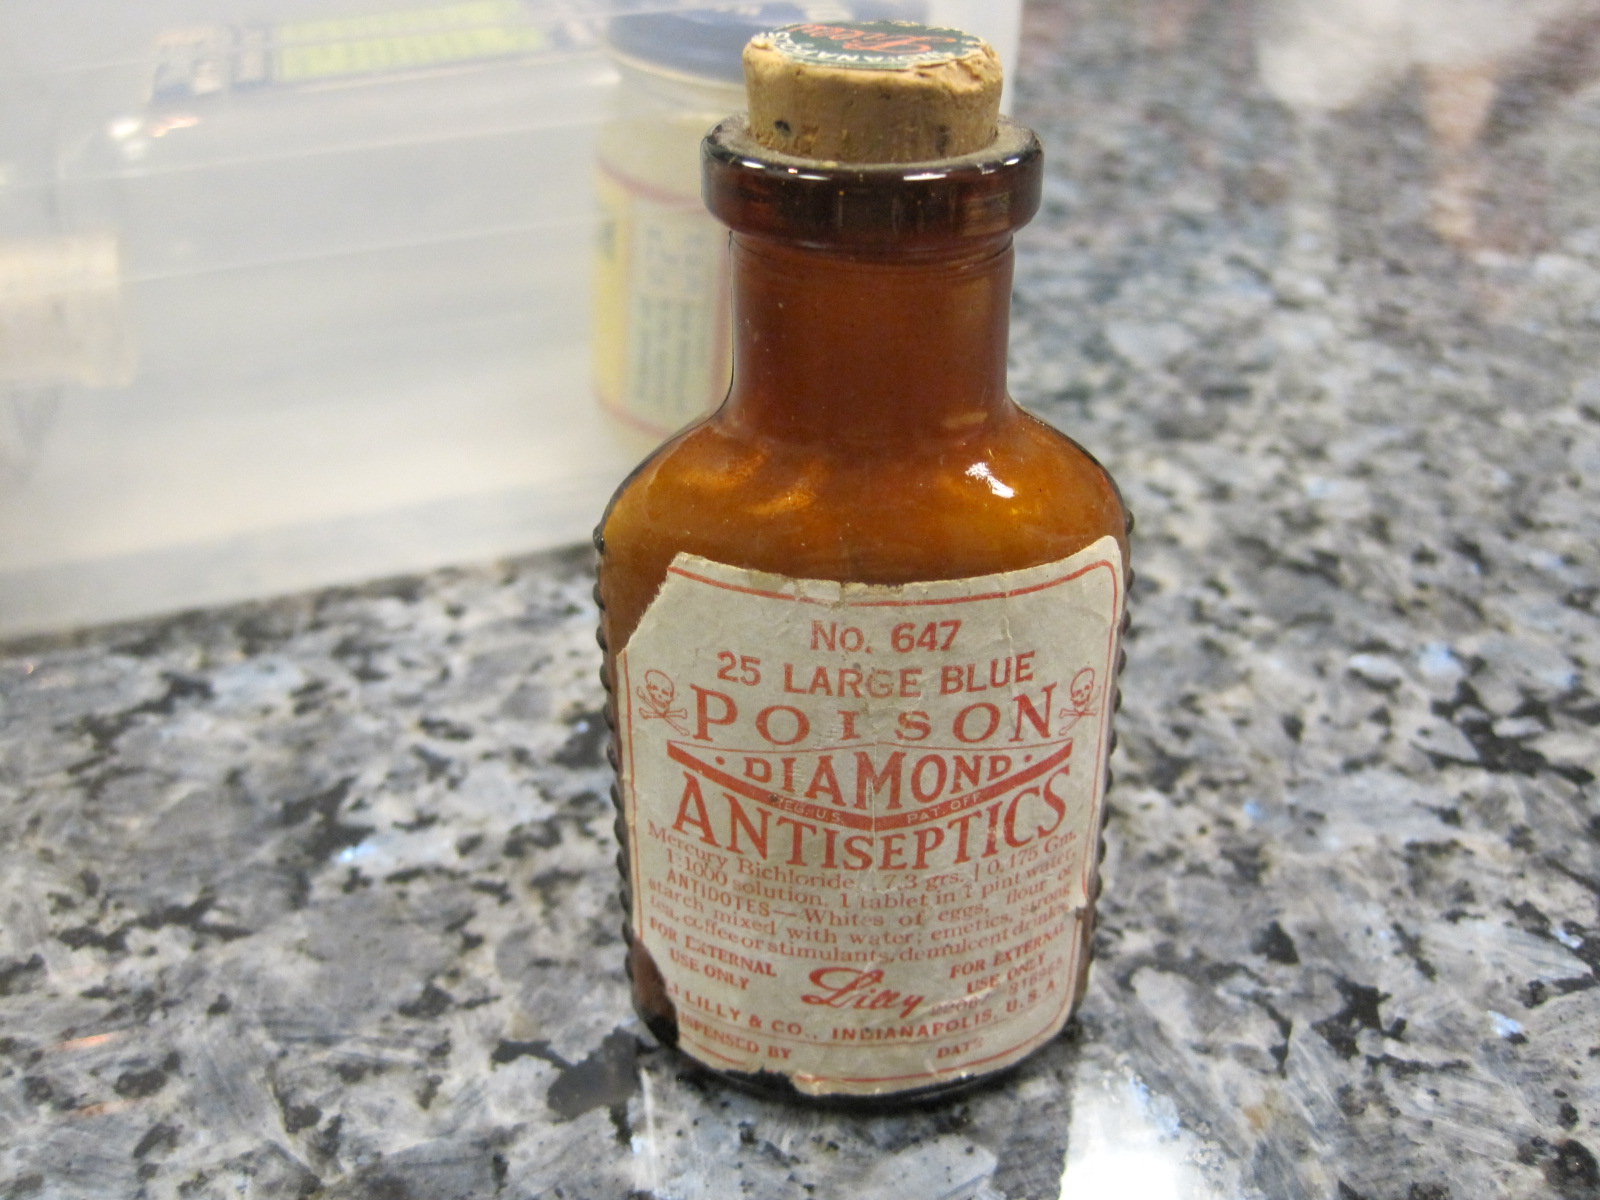 Lilly
No. 647
25 LARGE BLUE
POISON
· DIAMOND ·
REG. U.S. PAT. OFF.
ANTISEPTICS
Mercury Bichloride 7.3 grs. | 0.475 Gm.
1:1000 solution, 1 tablet in 1 pint water.
ANTIDOTES—Whites of eggs, flour or
starch mixed with water; emetics, strong
tea, coffee or stimulants, demulcent drinks.
FOR EXTERNAL
USE ONLY
Lilly
FOR EXTERNAL
USE ONLY
LILLY & CO., INDIANAPOLIS, U.S.A
DISPENSED BY DATE